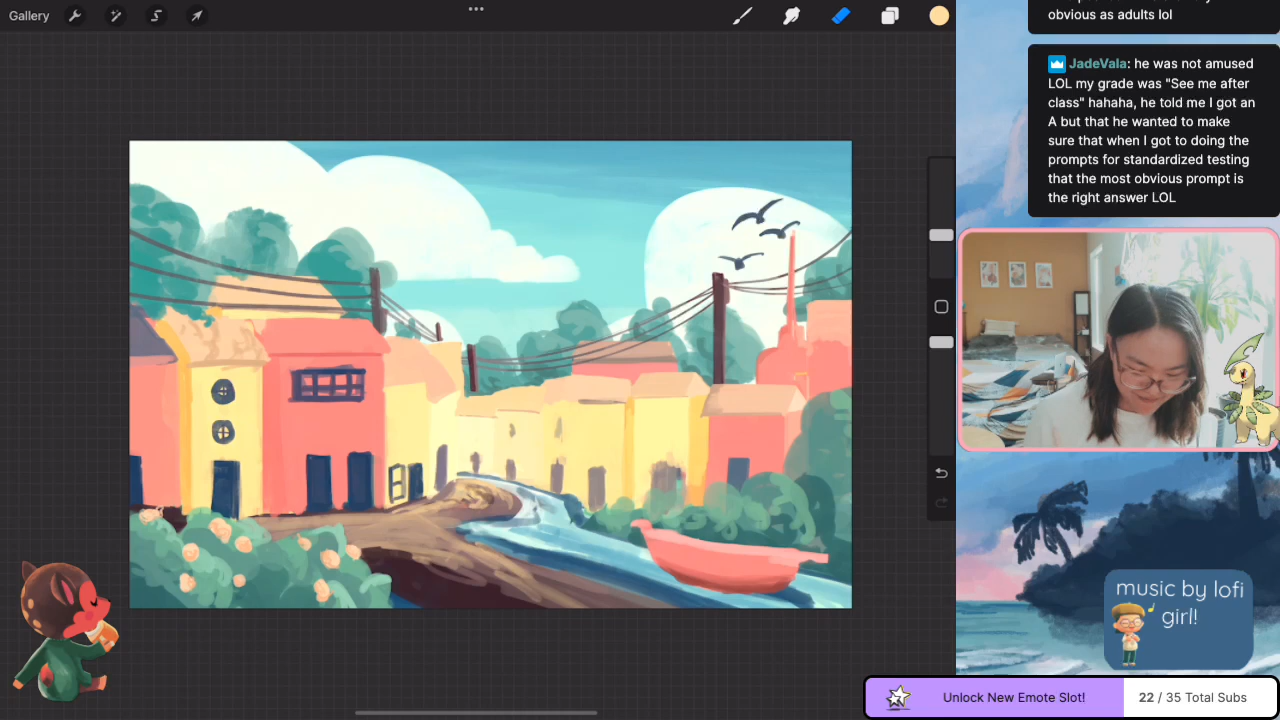 Gallery
obvious as adults lol
JadeVala: he was not amused
LOL my grade was "See me after
class" hahaha, he told me I got an
A but that he wanted to make
sure that when I got to doing the
prompts for standardized testing
that the most obvious prompt is
the right answer LOL
music by lofi
girl!
Unlock New Emote Slot!
22 / 35 Total Subs